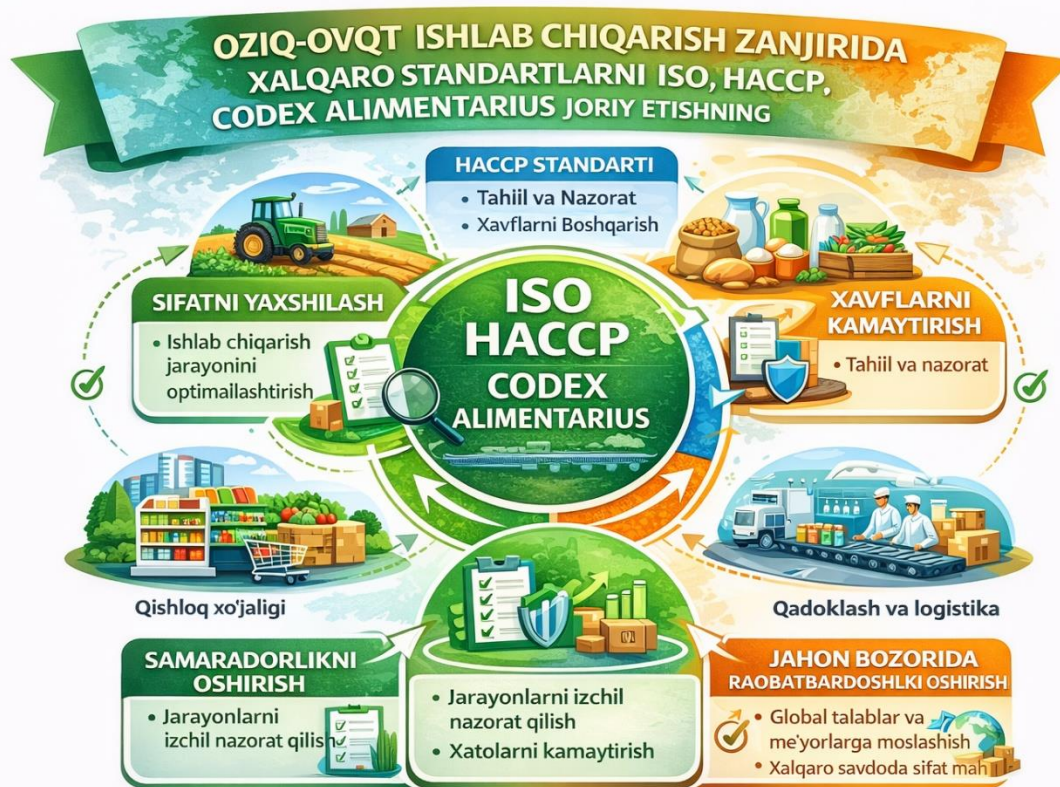 OZIQ-OVQT ISHLAB CHIQARISH ZANJIRIDA
XALQARO STANDARTLARNI ISO, HACCP,
CODEX ALIMMENTARIUS JORIY ETISHNING
HACCP STANDARTI
• Tahiil va Nazorat
• Xavflarni Boshqarish
SIFATNI YAXSHILASH
• Ishlab chiqarish
jarayonini
optimallashtirish
ISO
HACCP
CODEX
ALIMENTARIUS
XAVFLARNI
KAMAYTIRISH
• Tahiil va nazorat
Qishloq xo'jaligi
Qadoklash va logistika
SAMARADORLIKNI
OSHIRISH
• Jarayonlarni
izchil nazorat qilish
• Jarayonlarni izchil
nazorat qilish
• Xatolarni kamaytirish
JAHON BOZORIDA
RAOBATBARDOSHLKI OSHIRISH
• Global talablar va
me'yorlarga moslashish
• Xalqaro savdoda sifat mah